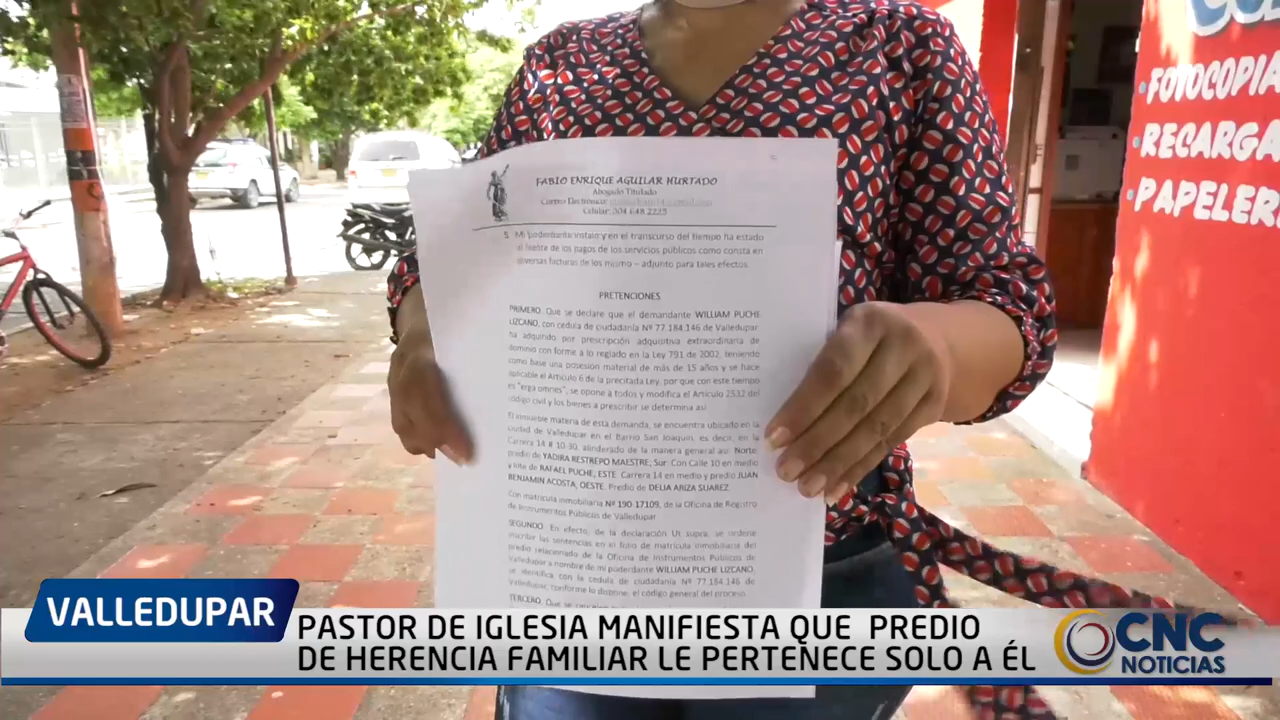 FABIO ENRIQUE AGUILAR HURTADO
Abogado Titulado
Correo Electrónico:
Celular: 304 648 2225
5. Mi poderdante instain y en el transcurso del tiempo ha estado
al frente de los pagos de los servicios públicos como consta en
diversas facturas de los mismo – adjunto para tales efectos.
PRETENCIONES
PRIMERO. Que se declare que el demandante WILLIAM PUCHE
LIZCANO, con cedura de ciudadanía Nº 77.184.146 de Valledupar
ha adquirido por prescripción adquisitiva extraordinaria de
dominio con forme a lo reglado en la Ley 791 de 2002, teniendo
como base una posesión material de más de 15 años y se hace
aplicable el Artículo 6 de la precitada Ley, por que con este tiempo
es "erga omnes", se opone a todos y modifica el Artículo 2532 del
código civil y los bienes a prescribir se determina así
El inmueble materia de esta demanda, se encuentra ubicado en la
ciudad de Valledupar en el Barrio San Joaquín, es decir, en la
Carrera 14 # 10-30, alinderado de la manera general así: Norte:
predio de YADIRA RESTREPO MAESTRE; Sur: Con Calle 10 en medio
y lote de RAFAEL PUCHE, ESTE. Carrera 14 en medio y predio JUAN
BENJAMIN ACOSTA, OESTE. Predio de DELIA ARIZA SUAREZ.
Con matrícula inmobiliaria Nº 190-17109, de la Oficina de Registro
de Instrumentos Públicos de Valledupar
SEGUNDO. En efecto, de la declaración Ut supra, se ordene
inscribir las sentencias en el folio de matrícula inmobiliaria del
predio relacionado de la Oficina de Instrumentos Públicos de
Valledupar a nombre de mi poderdante WILLIAM PUCHE LIZCANO,
se identifica con la cedula de ciudadanía Nº 77.184.146 de
Valledupar, conforme lo dispone, el código general del proceso.
TERCERO. Que se cancelen
• FOTOCOPIA
• RECARGA
• PAPELER
VALLEDUPAR
PASTOR DE IGLESIA MANIFIESTA QUE PREDIO
DE HERENCIA FAMILIAR LE PERTENECE SOLO A ÉL
CNC
NOTICIAS